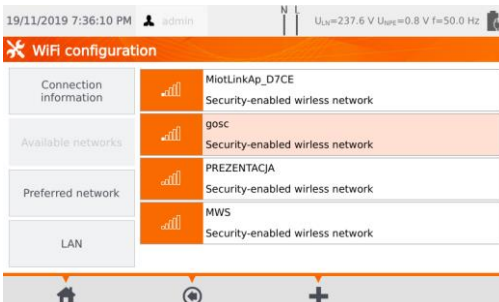 19/11/2019 7:36:10 PM admin N L U_LN=237.6 V U_NPE=0.8 V f=50.0 Hz
WiFi configuration
Connection
information
Available networks
Preferred network
LAN
MiotLinkAp_D7CE
Security-enabled wirless network
gosc
Security-enabled wirless network
PREZENTACJA
Security-enabled wirless network
MWS
Security-enabled wirless network